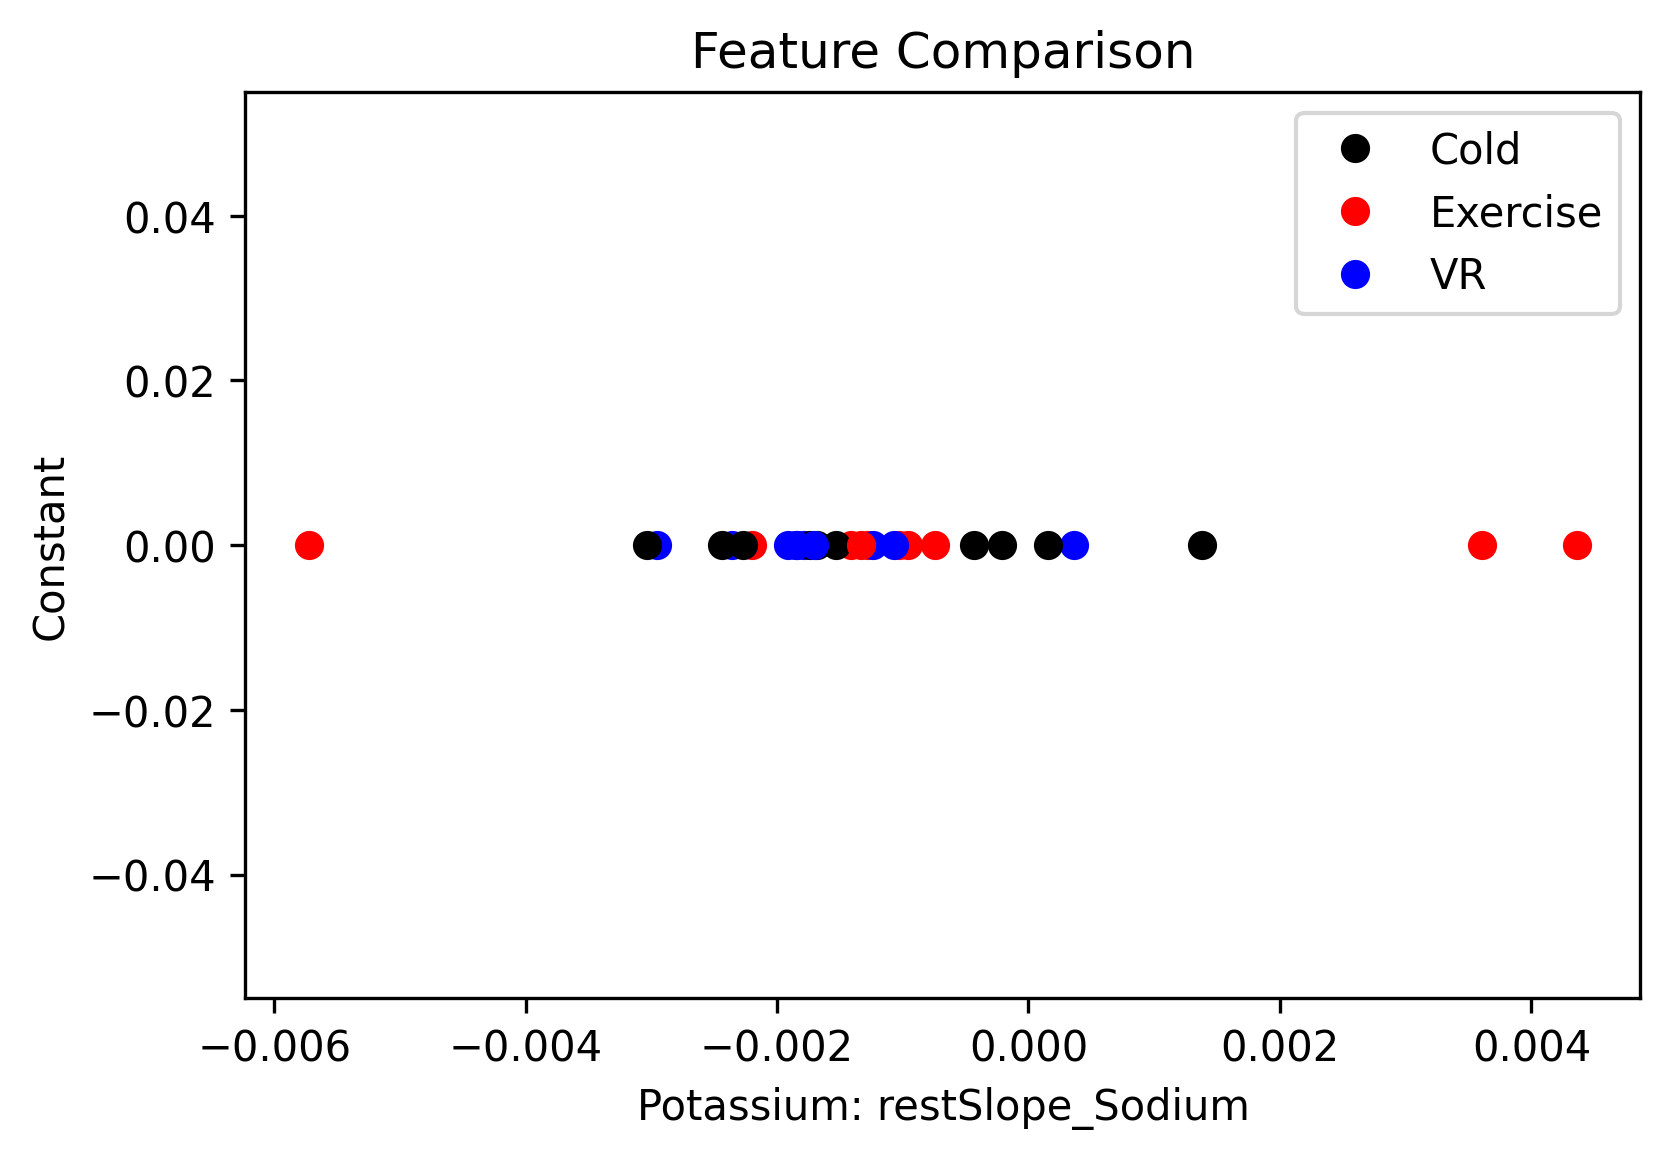 Feature Comparison
Cold
Exercise
VR
0.04
0.02
0.00
−0.02
−0.04
Constant
−0.006 −0.004 −0.002 0.000 0.002 0.004
Potassium: restSlope_Sodium